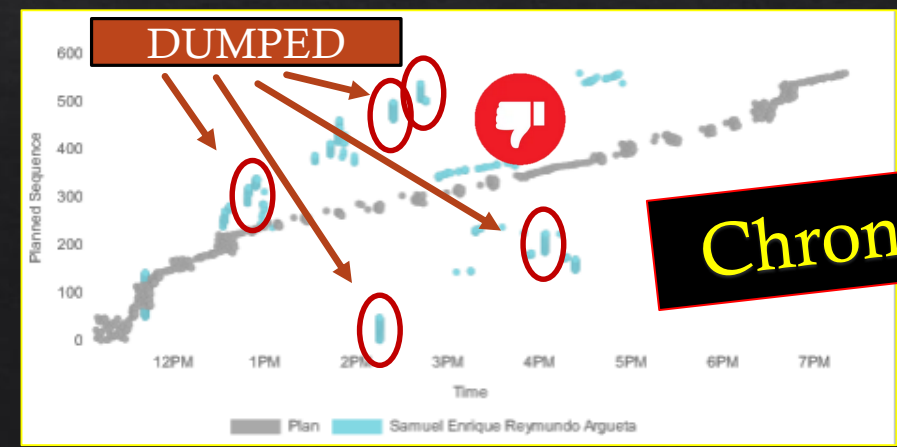 DUMPED
600
500
400
300
200
100
0
Planned Sequence
12PM 1PM 2PM 3PM 4PM 5PM 6PM 7PM
Time
Plan Samuel Enrique Reymundo Argueta
Chron